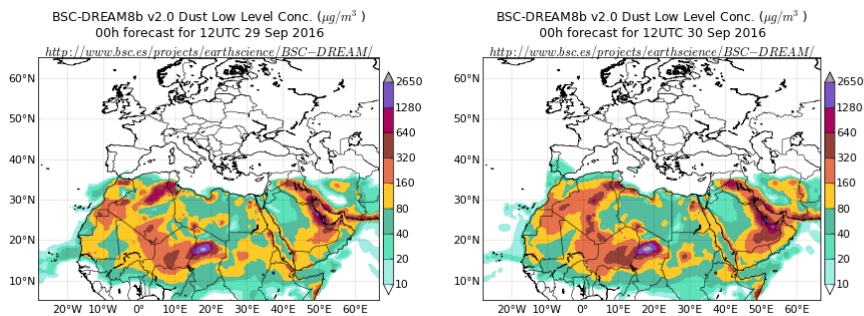 BSC-DREAM8b v2.0 Dust Low Level Conc. (μg/m³ )
00h forecast for 12UTC 29 Sep 2016
http://www.bsc.es/projects/earthscience/BSC−DREAM/
60°N
50°N
40°N
30°N
20°N
10°N
20°W
10°W
0°
10°E
20°E
30°E
40°E
50°E
60°E
2650
1280
640
320
160
80
40
20
10
BSC-DREAM8b v2.0 Dust Low Level Conc. (μg/m³ )
00h forecast for 12UTC 30 Sep 2016
http://www.bsc.es/projects/earthscience/BSC−DREAM/
60°N
50°N
40°N
30°N
20°N
10°N
20°W
10°W
0°
10°E
20°E
30°E
40°E
50°E
60°E
2650
1280
640
320
160
80
40
20
10